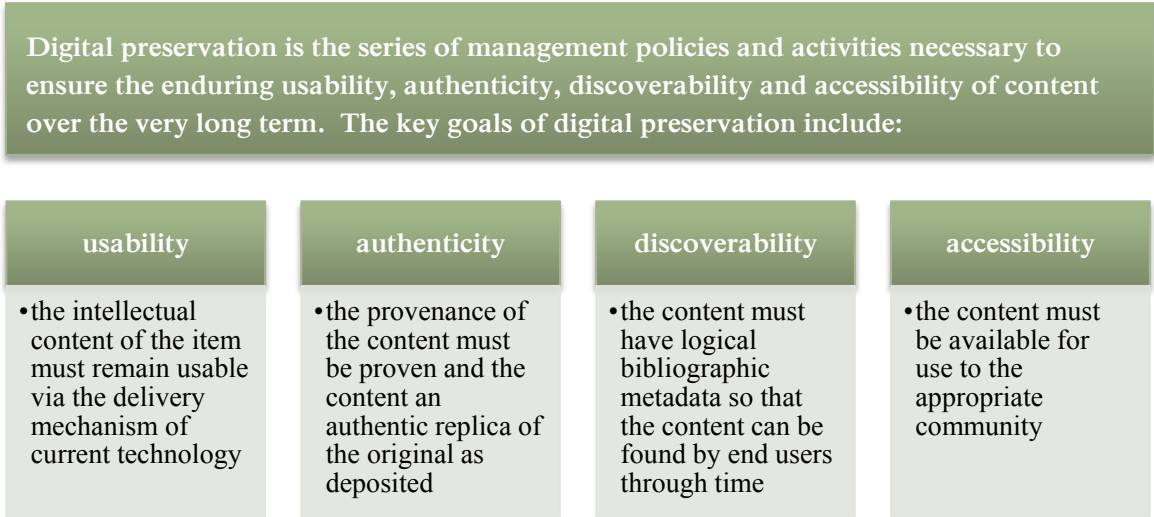 Digital preservation is the series of management policies and activities necessary to
ensure the enduring usability, authenticity, discoverability and accessibility of content
over the very long term.  The key goals of digital preservation include:
usability
•the intellectual
content of the item
must remain usable
via the delivery
mechanism of
current technology
authenticity
•the provenance of
the content must
be proven and the
content an
authentic replica of
the original as
deposited
discoverability
•the content must
have logical
bibliographic
metadata so that
the content can be
found by end users
through time
accessibility
•the content must
be available for
use to the
appropriate
community